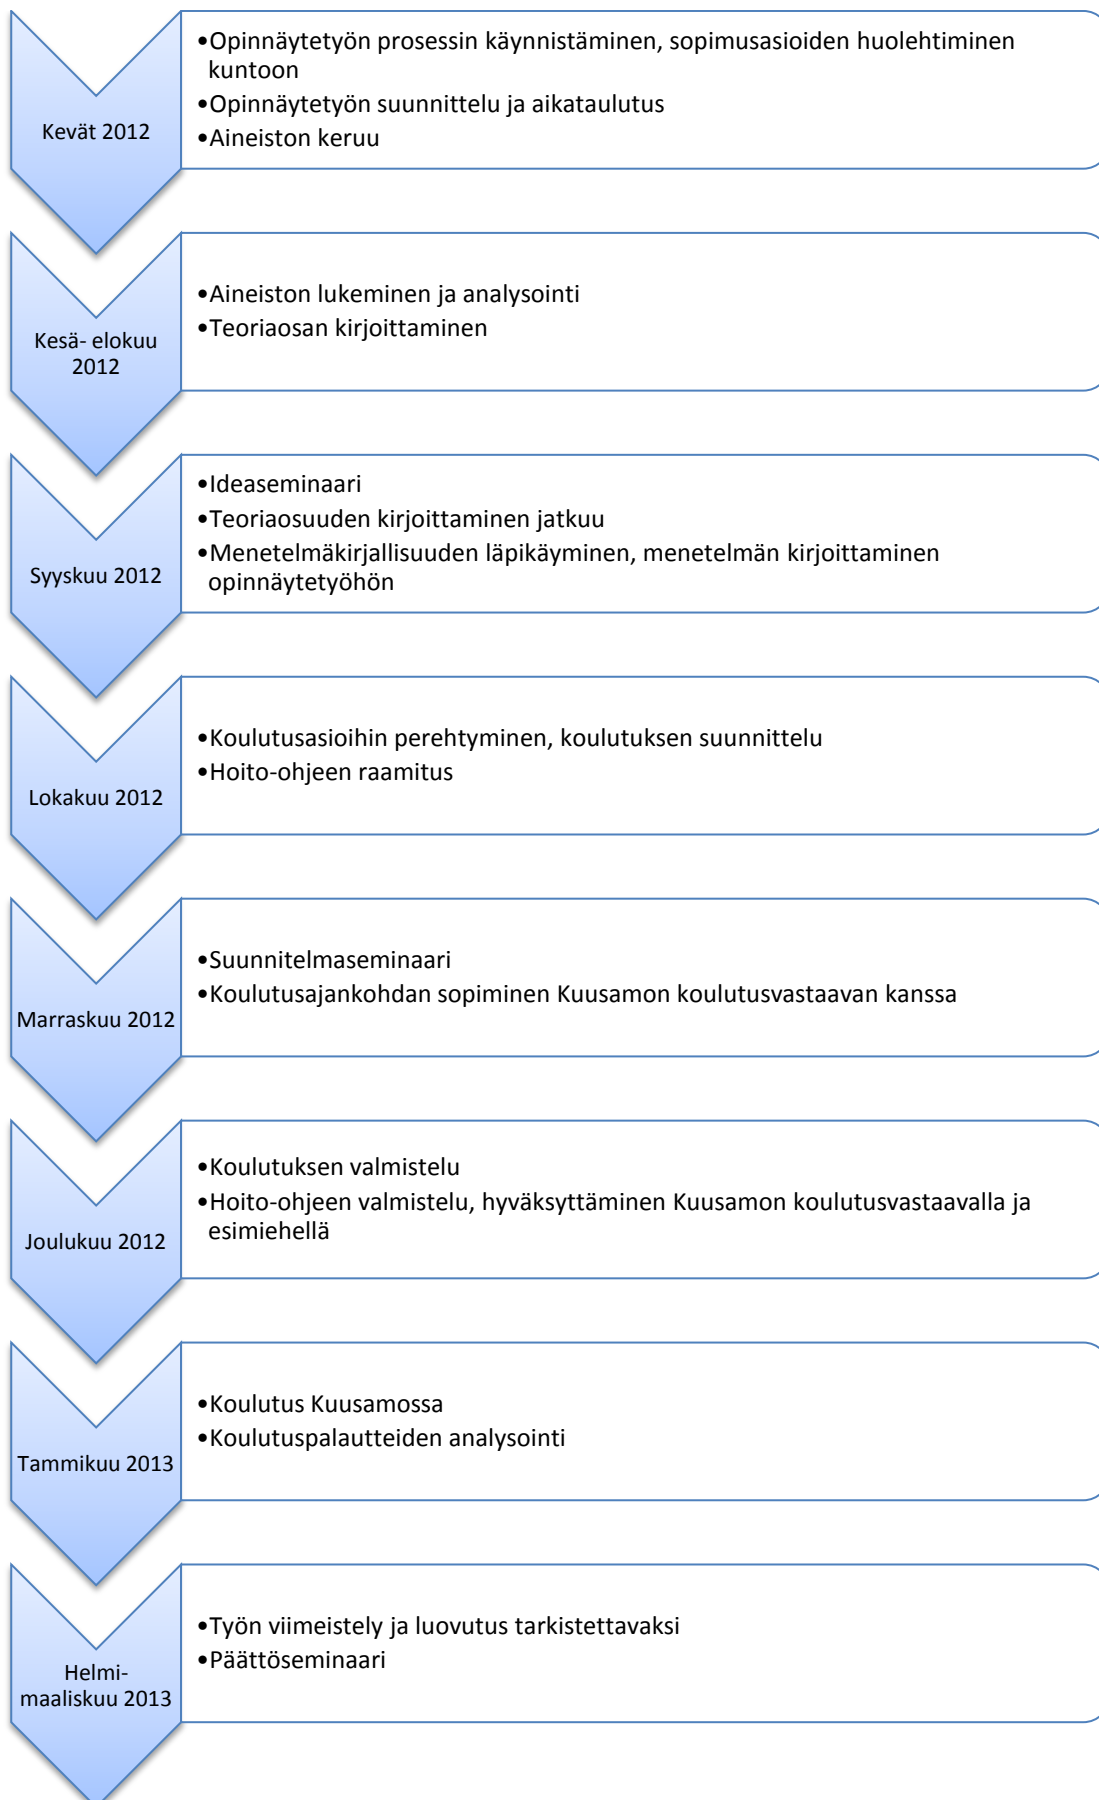 Kevät 2012
•Opinnäytetyön prosessin käynnistäminen, sopimusasioiden huolehtiminen
kuntoon
•Opinnäytetyön suunnittelu ja aikataulutus
•Aineiston keruu
Kesä- elokuu
2012
•Aineiston lukeminen ja analysointi
•Teoriaosan kirjoittaminen
Syyskuu 2012
•Ideaseminaari
•Teoriaosuuden kirjoittaminen jatkuu
•Menetelmäkirjallisuuden läpikäyminen, menetelmän kirjoittaminen
opinnäytetyöhön
Lokakuu 2012
•Koulutusasioihin perehtyminen, koulutuksen suunnittelu
•Hoito-ohjeen raamitus
Marraskuu 2012
•Suunnitelmaseminaari
•Koulutusajankohdan sopiminen Kuusamon koulutusvastaavan kanssa
Joulukuu 2012
•Koulutuksen valmistelu
•Hoito-ohjeen valmistelu, hyväksyttäminen Kuusamon koulutusvastaavalla ja
esimiehellä
Tammikuu 2013
•Koulutus Kuusamossa
•Koulutuspalautteiden analysointi
Helmi-
maaliskuu 2013
•Työn viimeistely ja luovutus tarkistettavaksi
•Päättöseminaari